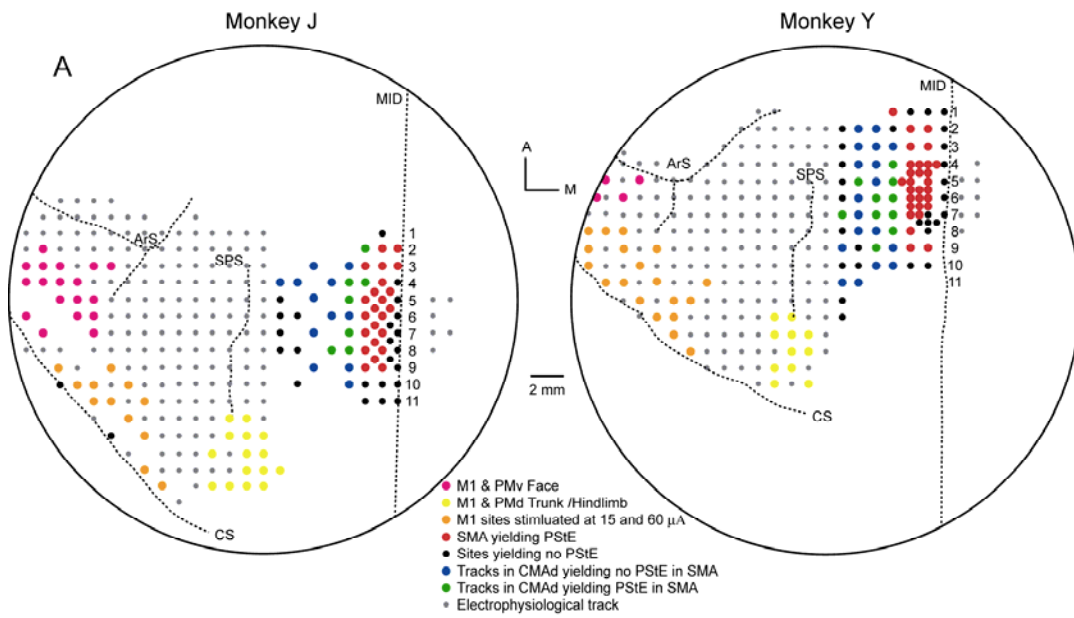 Monkey J
Monkey Y
A
MID
ArS
SPS
1
2
3
4
5
6
7
8
9
10
11
CS
A
M
2 mm
MID
ArS
SPS
1
2
3
4
5
6
7
8
9
10
11
CS
M1 & PMv Face
M1 & PMd Trunk /Hindlimb
M1 sites stimluated at 15 and 60 µA
SMA yielding PStE
Sites yielding no PStE
Tracks in CMAd yielding no PStE in SMA
Tracks in CMAd yielding PStE in SMA
Electrophysiological track